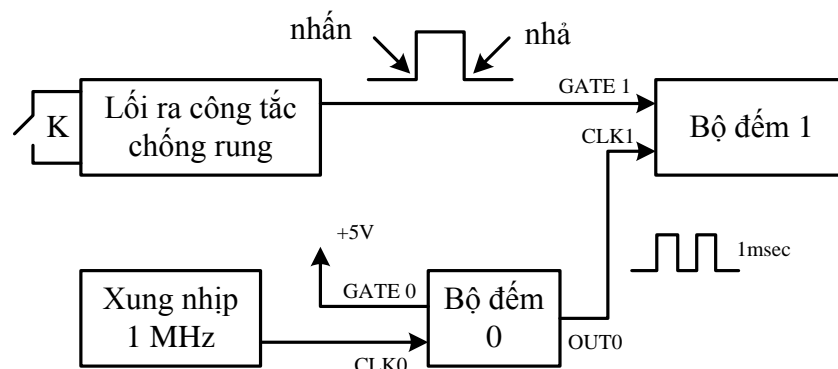 nhấn
nhả
K
Lối ra công tắc
chống rung
GATE 1
CLK1
Bộ đếm 1
+5V
1msec
Xung nhịp
1 MHz
GATE 0
CLK0
Bộ đếm
0
OUT0